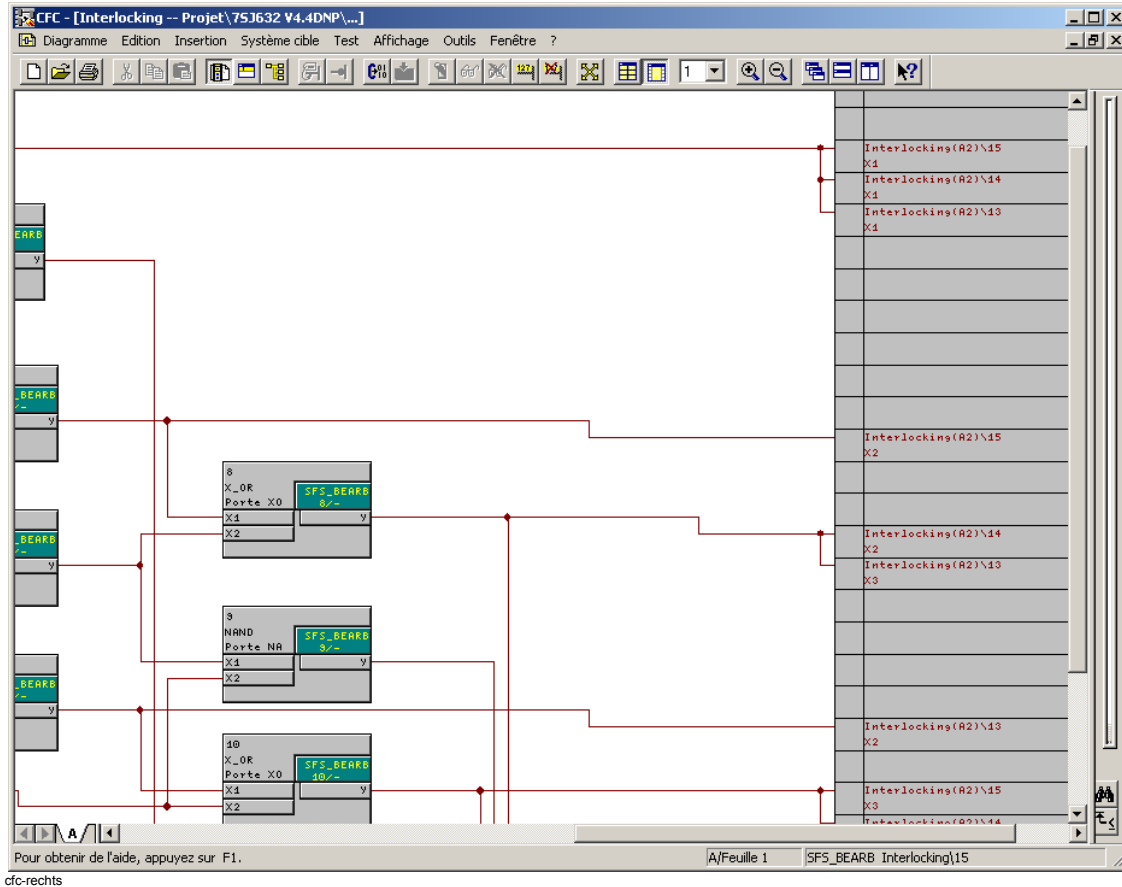 CFC - [Interlocking -- Projet\7SJ632 V4.4DNP\...]
Diagramme Edition Insertion Système cible Test Affichage Outils Fenêtre ?
1
Interlocking(A2)\15
X1
Interlocking(A2)\14
X1
Interlocking(A2)\13
X1
EARB
Y
_BEARB
/-
Y
Interlocking(A2)\15
X2
8
X_OR
Porte XO
SFS_BEARB
8/-
X1
Y
X2
Interlocking(A2)\14
X2
Interlocking(A2)\13
X3
_BEARB
/-
Y
9
NAND
Porte NA
SFS_BEARB
9/-
X1
Y
X2
_BEARB
/-
Y
Interlocking(A2)\13
X2
10
X_OR
Porte XO
SFS_BEARB
10/-
X1
Y
X2
Interlocking(A2)\15
X3
Interlocking(A2)\14
A
Pour obtenir de l'aide, appuyez sur F1.
A/Feuille 1
SFS_BEARB Interlocking\15
cfc-rechts